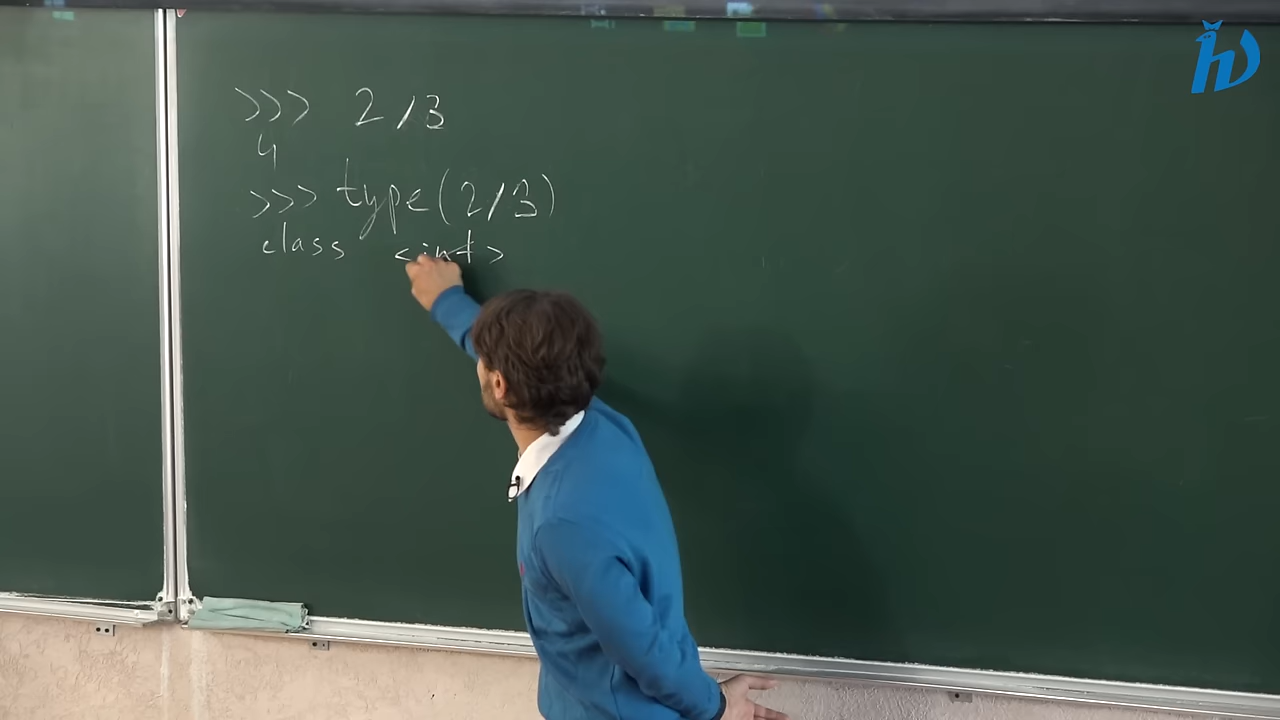 >>> 2/3
4
>>> type(2/3)
class <int>